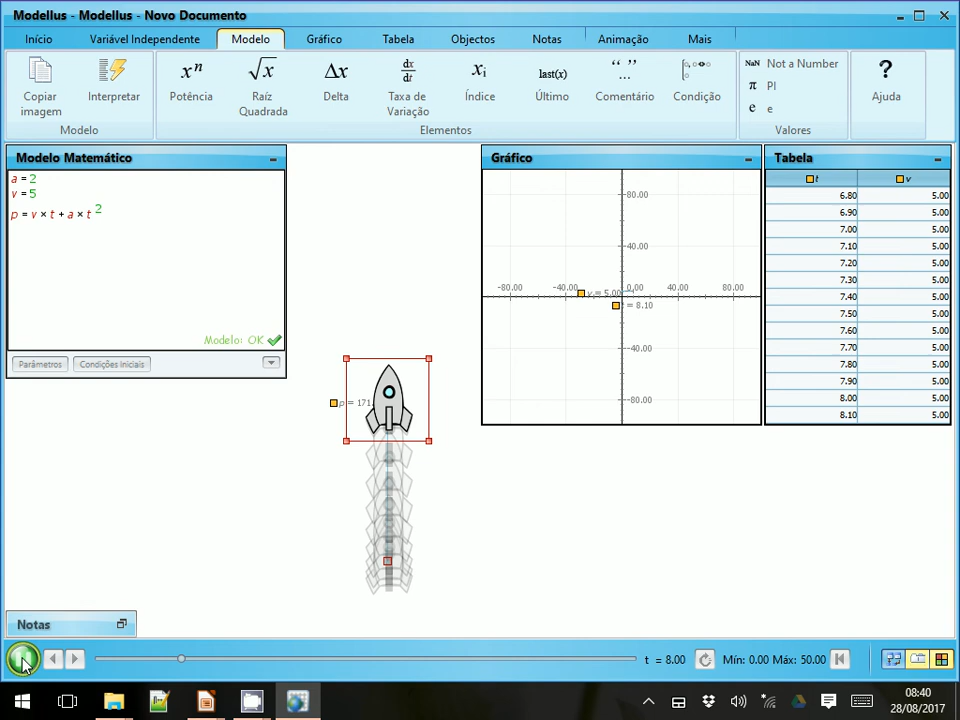 Modellus - Modellus - Novo Documento
Início Variável Independente Modelo Gráfico Tabela Objectos Notas Animação Mais
xⁿ √x Δx dx/dt xᵢ last(x) “ ” ... NaN Not a Number ?
π PI
e e
Copiar imagem Interpretar Potência Raíz Quadrada Delta Taxa de Variação Índice Último Comentário Condição Ajuda
Modelo Elementos Valores
Modelo Matemático
a = 2
v = 5
p = v × t + a × t ²
Modelo: OK
Parâmetros Condições Iniciais
Gráfico
80.00
40.00
-80.00 -40.00 0.00 40.00 80.00
v = 5.00
t = 8.10
-40.00
-80.00
Tabela
t v
6.80 5.00
6.90 5.00
7.00 5.00
7.10 5.00
7.20 5.00
7.30 5.00
7.40 5.00
7.50 5.00
7.60 5.00
7.70 5.00
7.80 5.00
7.90 5.00
8.00 5.00
8.10 5.00
p = 171.
Notas
t = 8.00 Mín: 0.00 Máx: 50.00
08:40
28/08/2017